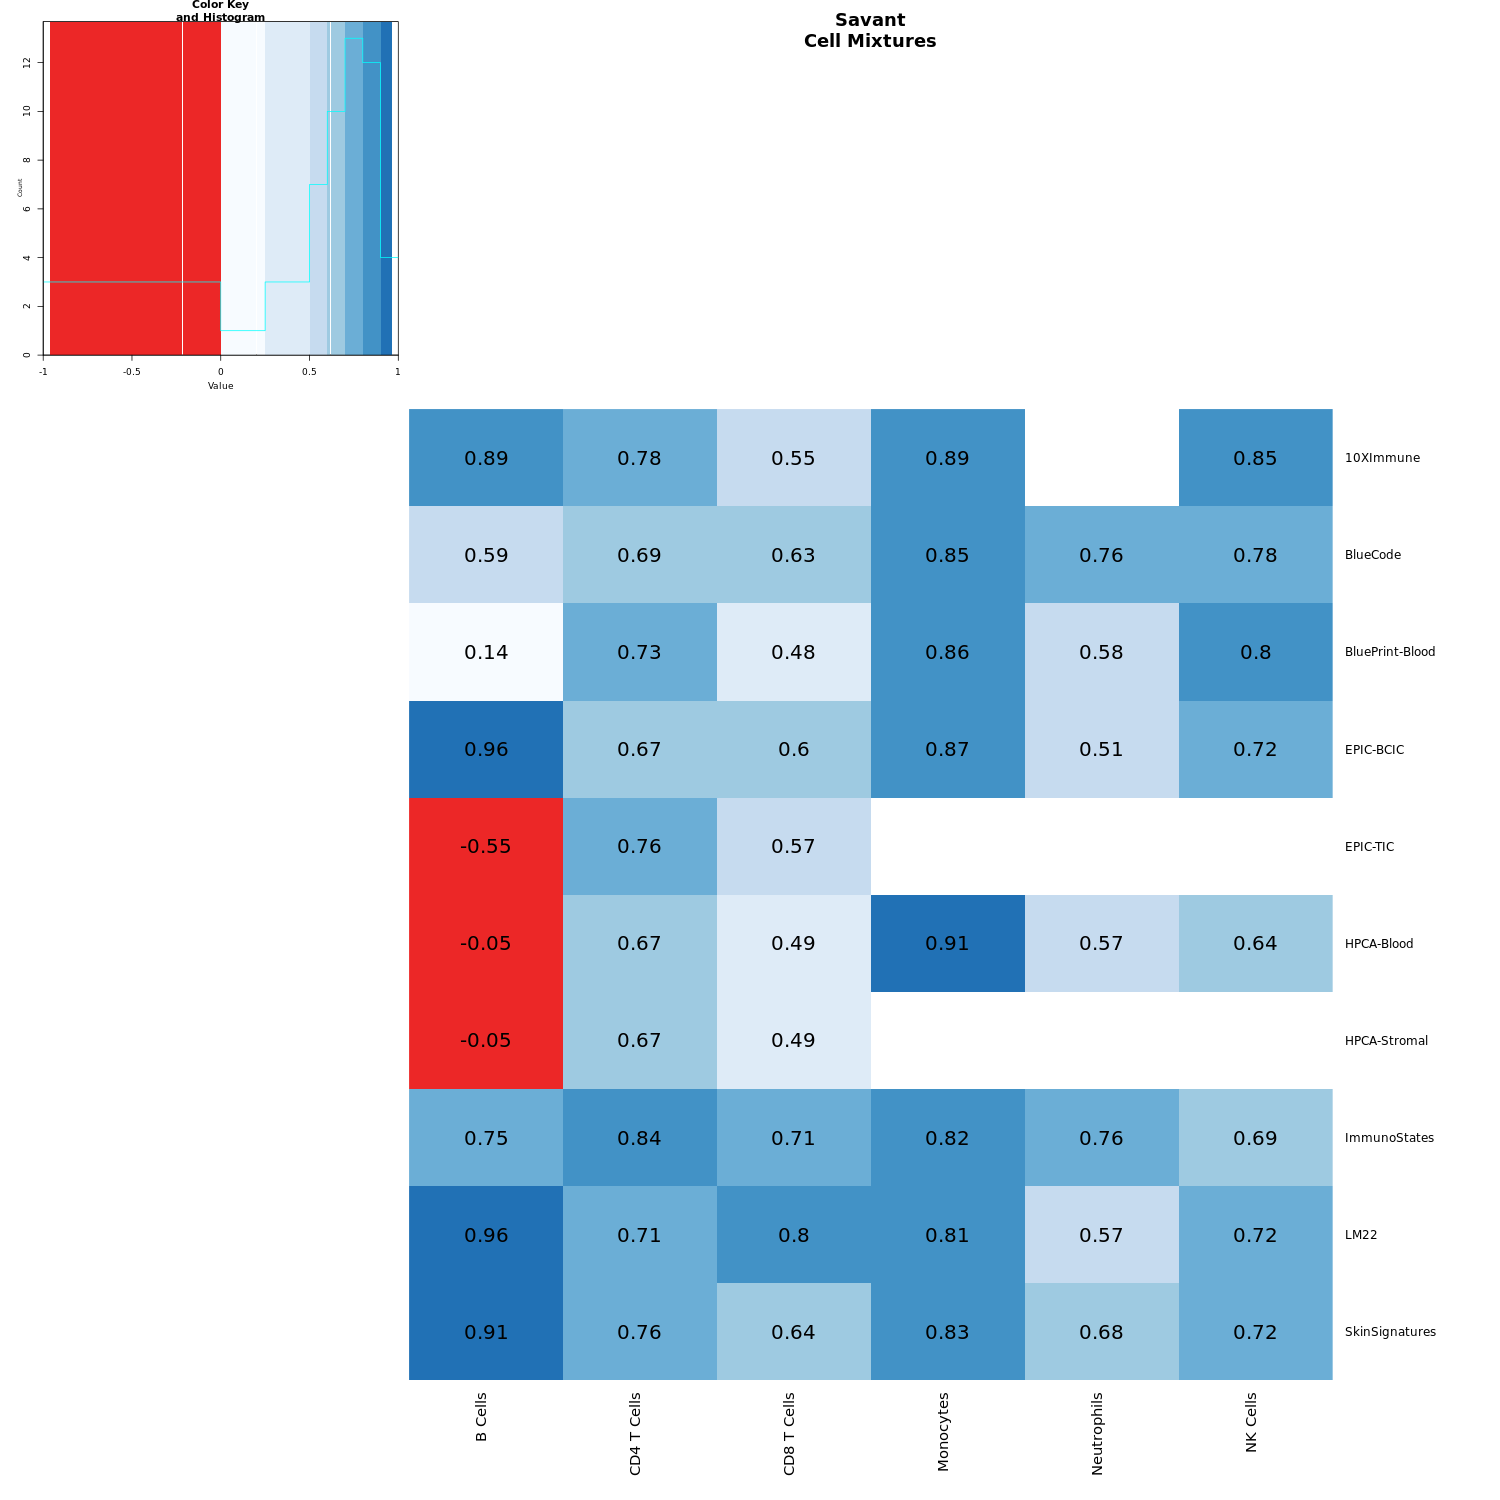 Color Key
and Histogram
Savant
Cell Mixtures
Count
0 2 4 6 8 10 12
-1 -0.5 0 0.5 1
Value
0.89 0.78 0.55 0.89 0.85 10XImmune
0.59 0.69 0.63 0.85 0.76 0.78 BlueCode
0.14 0.73 0.48 0.86 0.58 0.8 BluePrint-Blood
0.96 0.67 0.6 0.87 0.51 0.72 EPIC-BCIC
-0.55 0.76 0.57 EPIC-TIC
-0.05 0.67 0.49 0.91 0.57 0.64 HPCA-Blood
-0.05 0.67 0.49 HPCA-Stromal
0.75 0.84 0.71 0.82 0.76 0.69 ImmunoStates
0.96 0.71 0.8 0.81 0.57 0.72 LM22
0.91 0.76 0.64 0.83 0.68 0.72 SkinSignatures
B Cells
CD4 T Cells
CD8 T Cells
Monocytes
Neutrophils
NK Cells